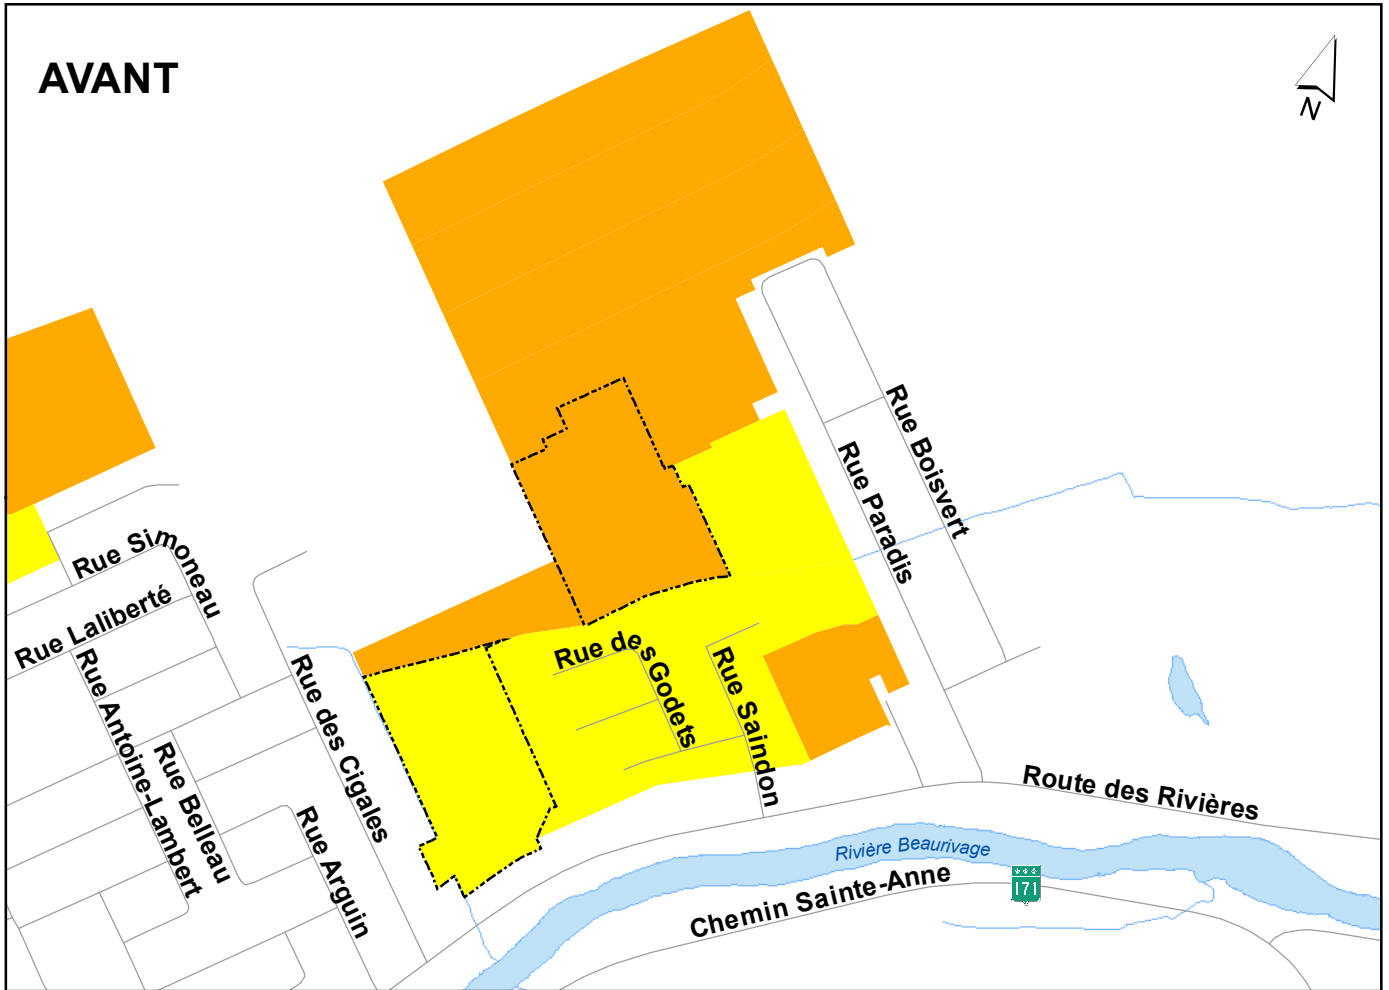 AVANT
N
Rue Boisvert
Rue Paradis
Rue Simoneau
Rue Laliberté
Rue des Godets
Rue Saindon
Rue Antoine-Lambert
Rue Belleau
Rue des Cigales
Rue Arguin
Route des Rivières
Rivière Beaurivage
Chemin Sainte-Anne
171